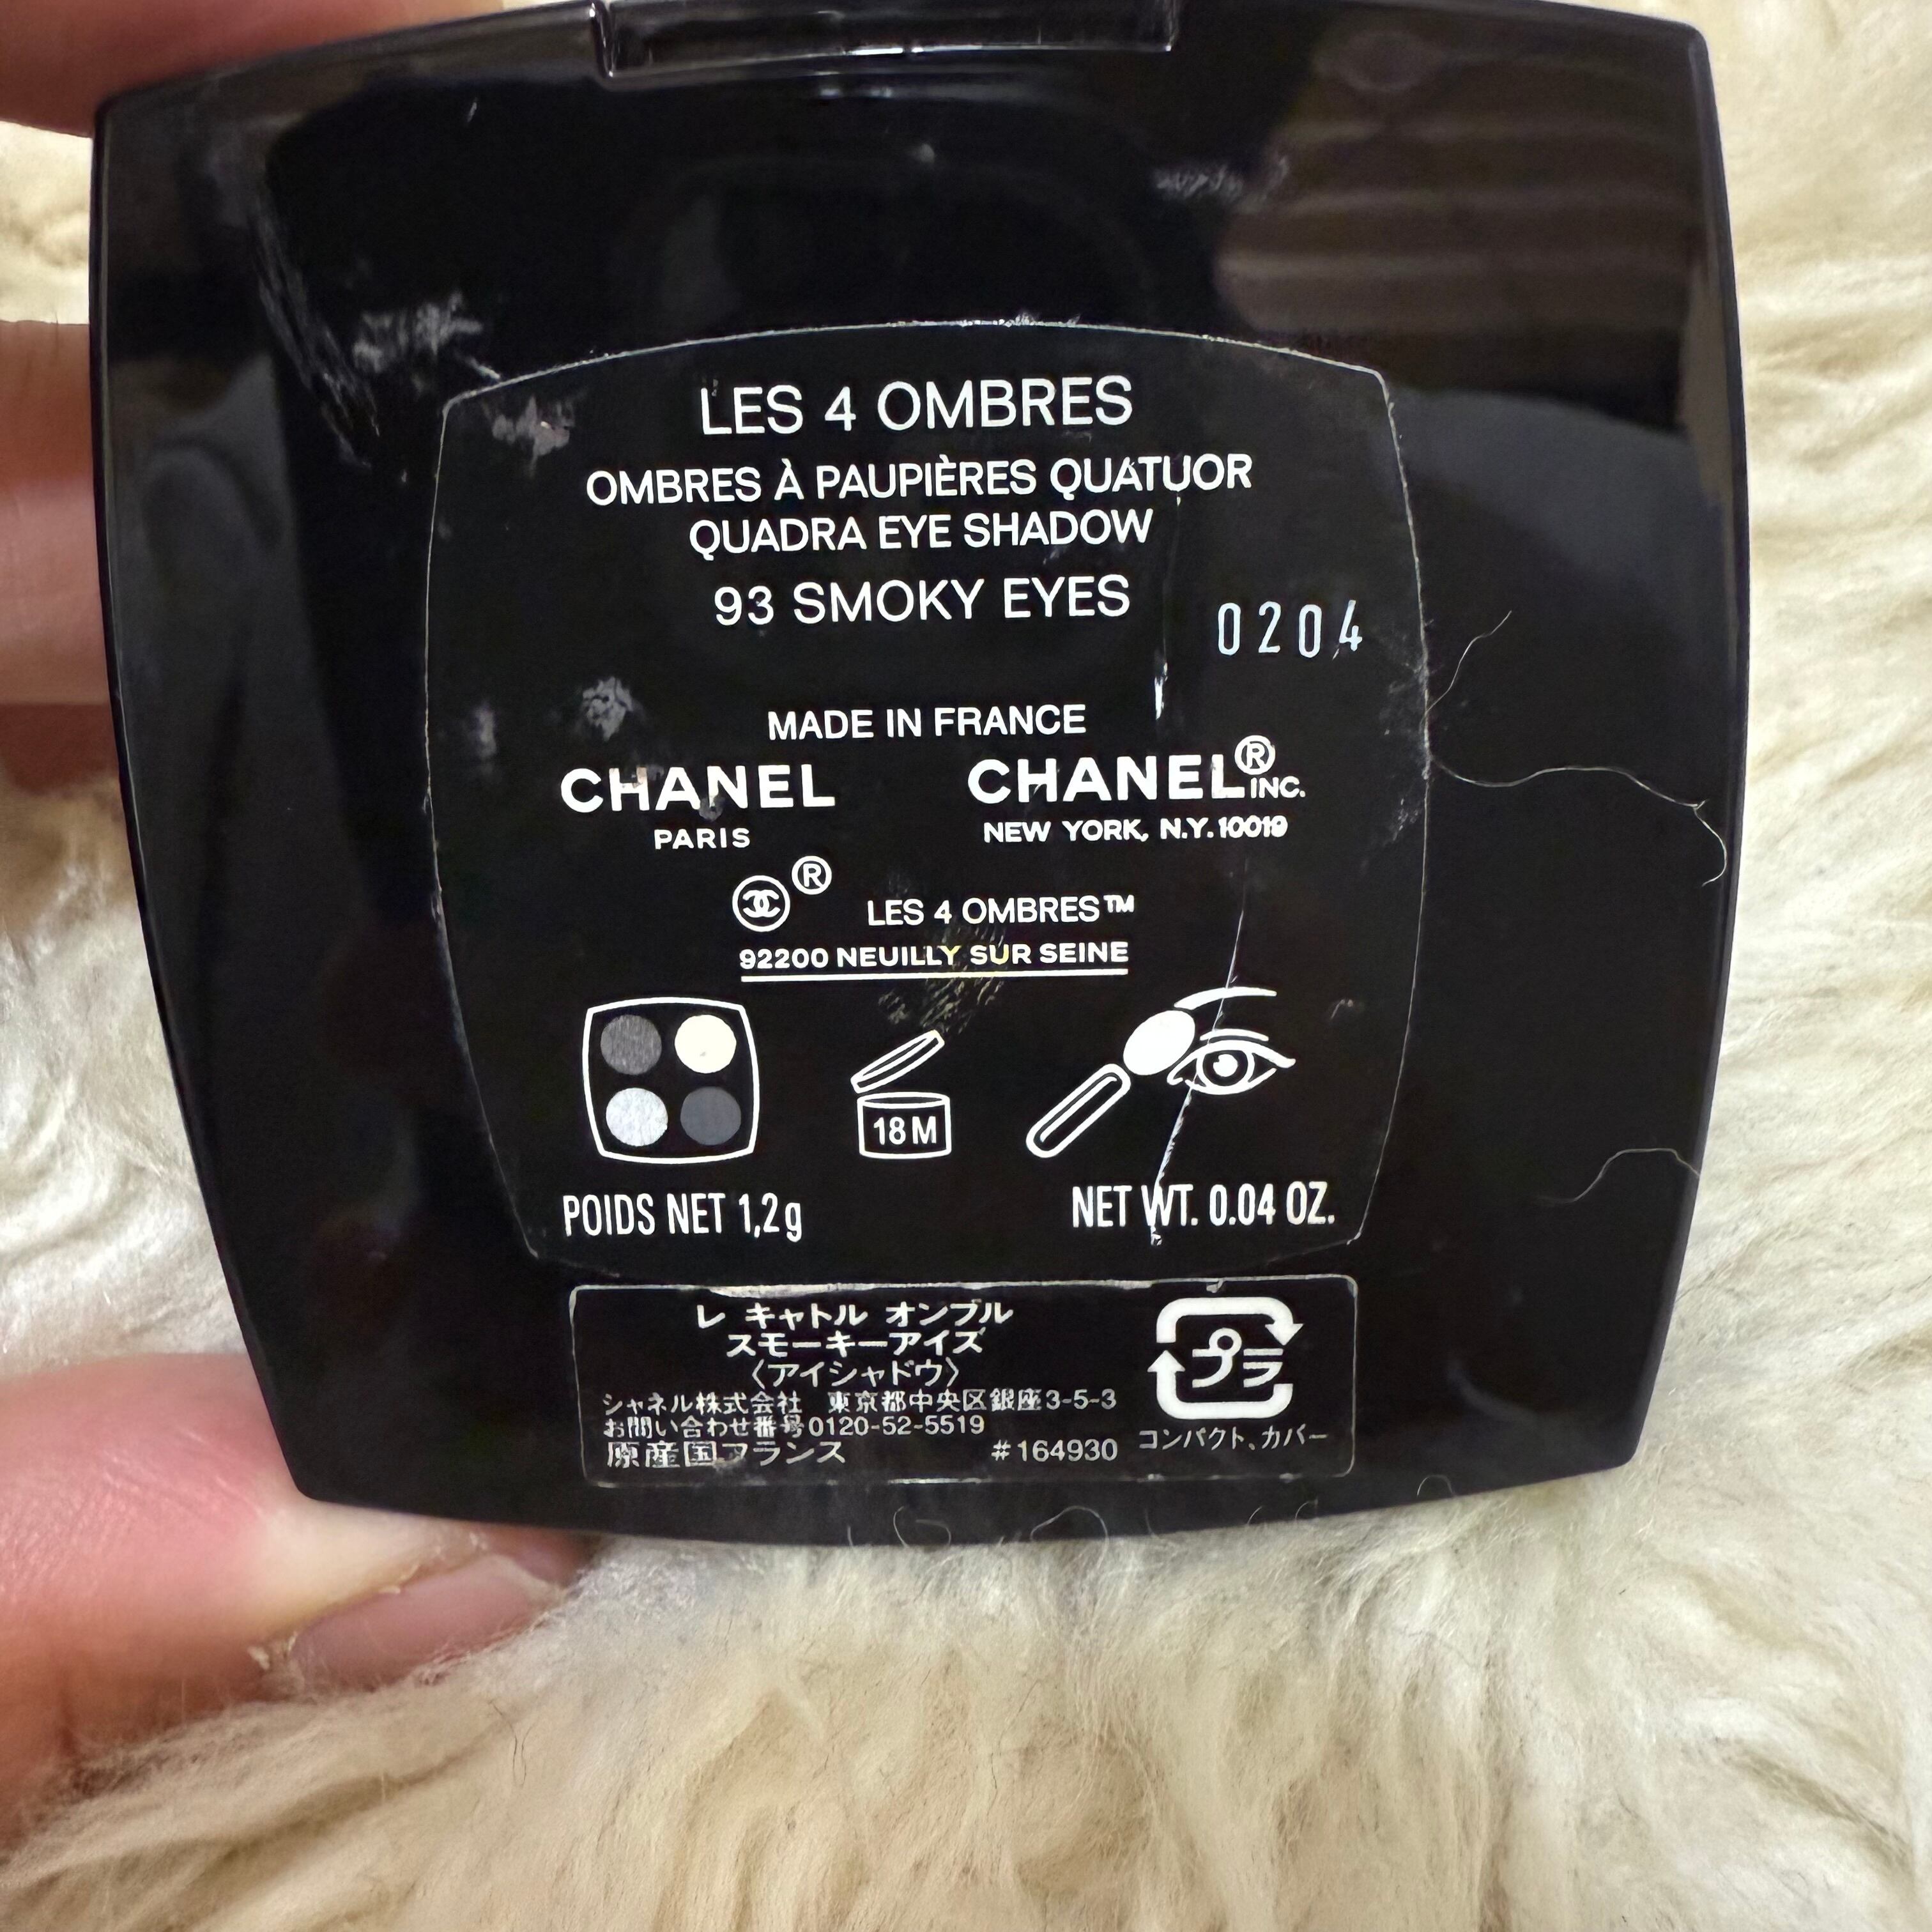 LES 4 OMBRES
OMBRES À PAUPIÈRES QUATUOR
QUADRA EYE SHADOW
93 SMOKY EYES
0204
MADE IN FRANCE
CHANEL
PARIS
CHANEL® INC.
NEW YORK, N.Y. 10019
® LES 4 OMBRES™
92200 NEUILLY SUR SEINE
18M
POIDS NET 1,2g
NET WT. 0.04 OZ.
レ キャトル オンブル
スモーキーアイズ
〈アイシャドウ〉
シャネル株式会社 東京都中央区銀座3-5-3
お問い合わせ番号0120-52-5519
原産国フランス #164930
プラ
コンパクト、カバー